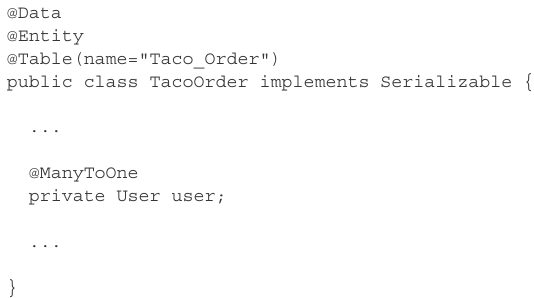 @Data
@Entity
@Table(name="Taco_Order")
public class TacoOrder implements Serializable {
...
@ManyToOne
private User user;
...
}